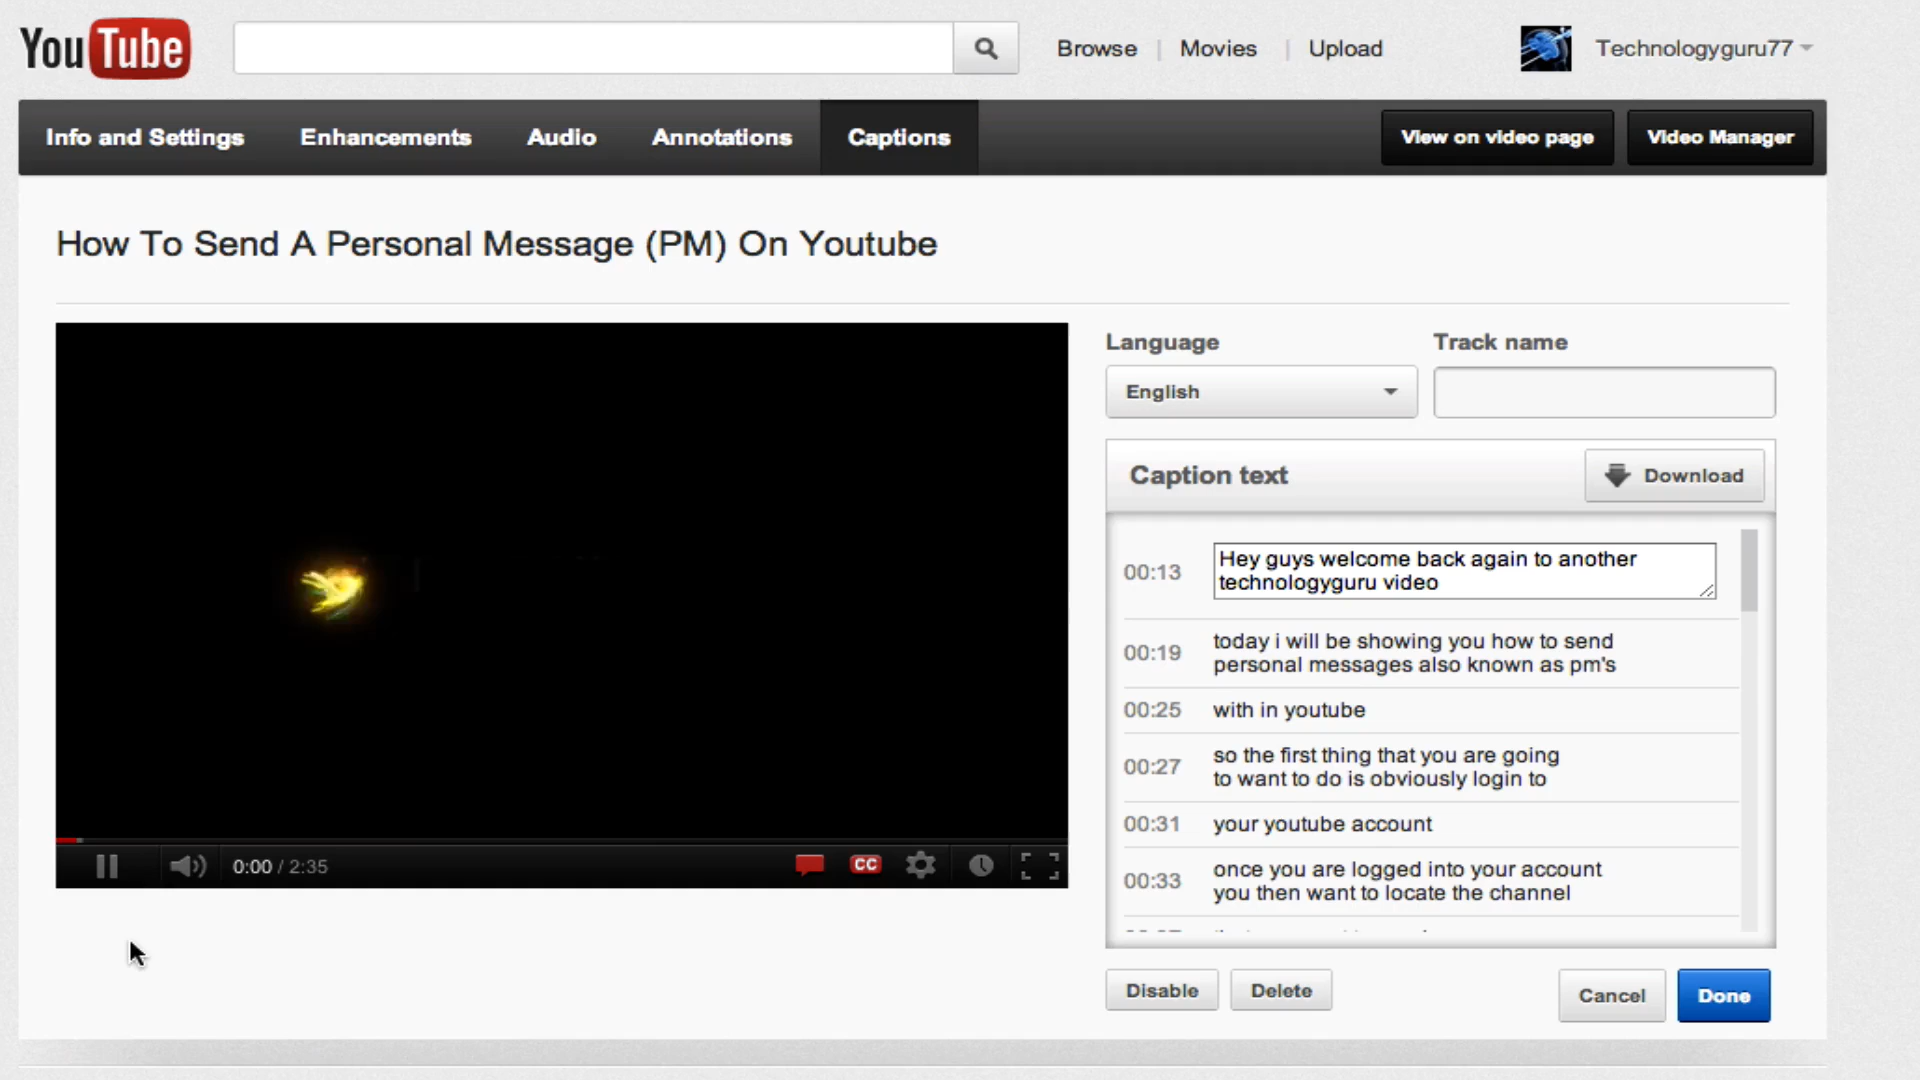 YouTube
Browse | Movies | Upload
Technologyguru77
Info and Settings
Enhancements
Audio
Annotations
Captions
View on video page
Video Manager
How To Send A Personal Message (PM) On Youtube
Language
Track name
English
Caption text
Download
00:13
Hey guys welcome back again to another
technologyguru video
00:19
today i will be showing you how to send
personal messages also known as pm's
00:25
with in youtube
00:27
so the first thing that you are going
to want to do is obviously login to
00:31
your youtube account
00:33
once you are logged into your account
you then want to locate the channel
0:00 / 2:35
CC
Disable
Delete
Cancel
Done